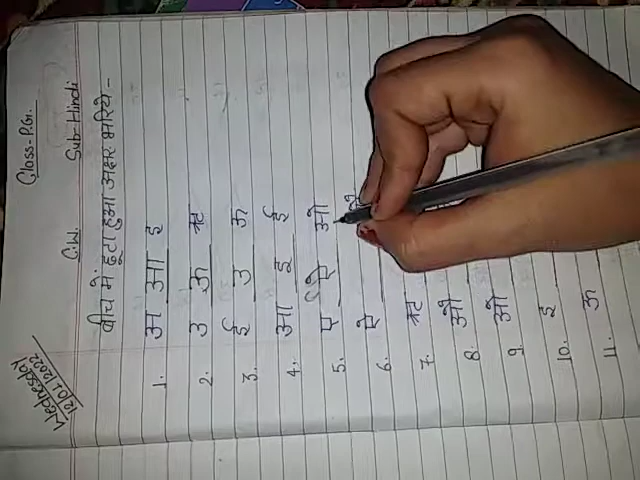 Class- P.G.
Wednesday
12/01/2022
C.W. Sub- Hindi
बीच में छूटा हुआ अक्षर भरिये -
1. अ आ इ
2. उ ऊ ऋ
3. ई उ ऊ
4. आ इ ई
5. ए ऐ ओ
6. ऐ
7. ऋ
8. ओ
9. ओ
10. इ
11. ऊ